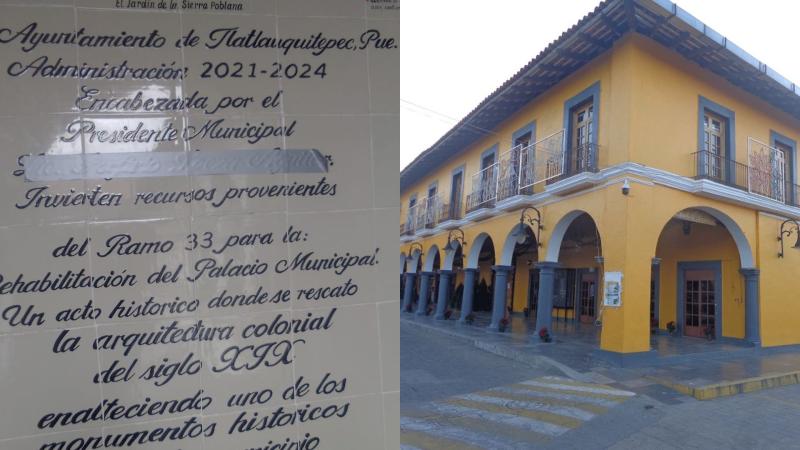 El Jardín de la Sierra Poblana
Ayuntamiento de Tlatlauquitepec, Pue.
Administración 2021-2024
Encabezada por el
Presidente Municipal
Invierten recursos provenientes
del Ramo 33 para la:
Rehabilitación del Palacio Municipal.
Un acto historico donde se rescato
la arquitectura colonial
del siglo XIX
enalteciendo uno de los
monumentos historicos